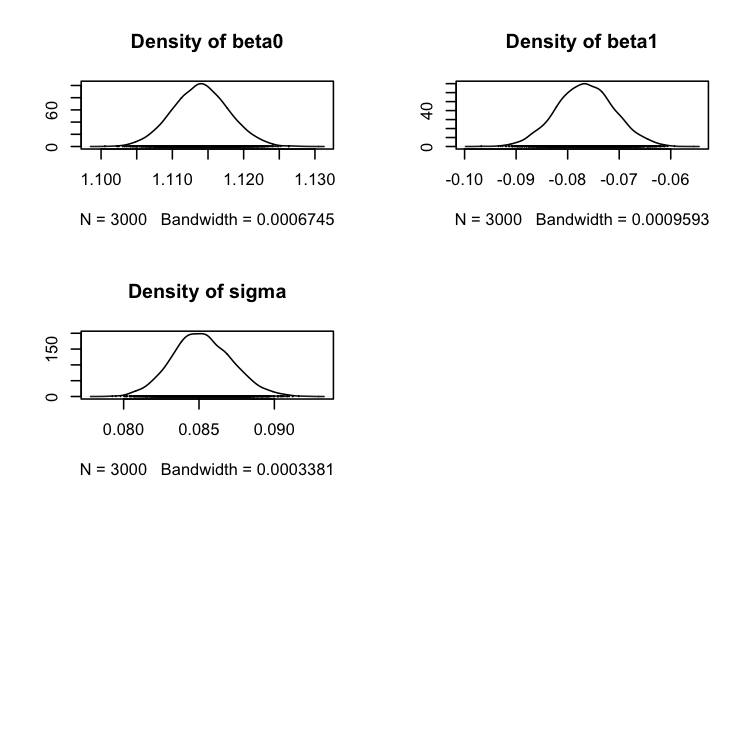 Density of beta0
60
0
1.100 1.110 1.120 1.130
N = 3000 Bandwidth = 0.0006745
Density of beta1
40
0
-0.10 -0.09 -0.08 -0.07 -0.06
N = 3000 Bandwidth = 0.0009593
Density of sigma
150
0
0.080 0.085 0.090
N = 3000 Bandwidth = 0.0003381